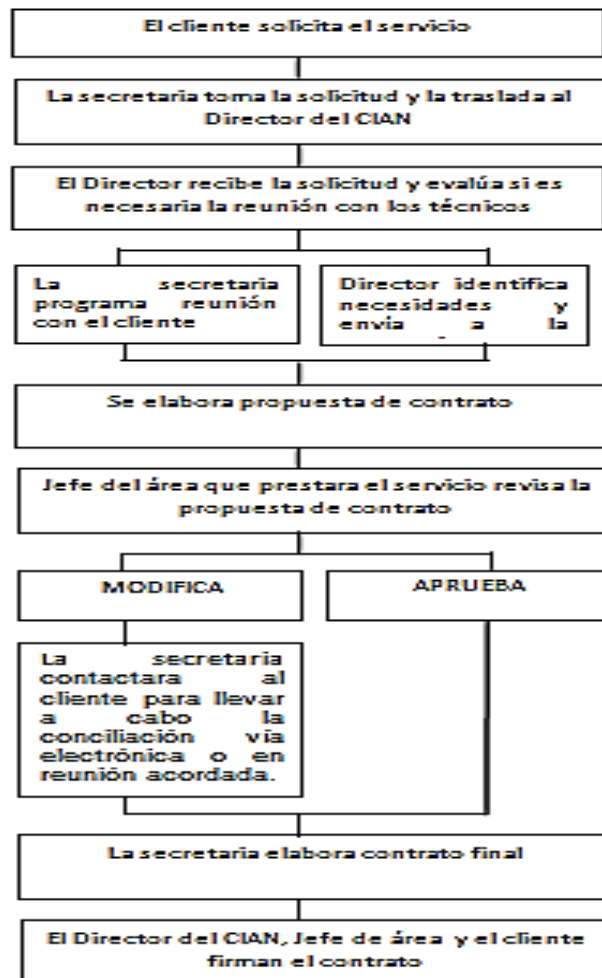 El cliente solicita el servicio
La secretaria toma la solicitud y la traslada al
Director del CIAN
El Director recibe la solicitud y evalúa si es
necesaria la reunión con los técnicos
La secretaria
programa reunión
con el cliente
Director identifica
necesidades y
envía a la
Se elabora propuesta de contrato
Jefe del área que prestara el servicio revisa la
propuesta de contrato
MODIFICA
APRUEBA
La secretaria
contactara al
cliente para llevar
a cabo la
conciliación vía
electrónica o en
reunión acordada.
La secretaria elabora contrato final
El Director del CIAN, Jefe de área y el cliente
firman el contrato